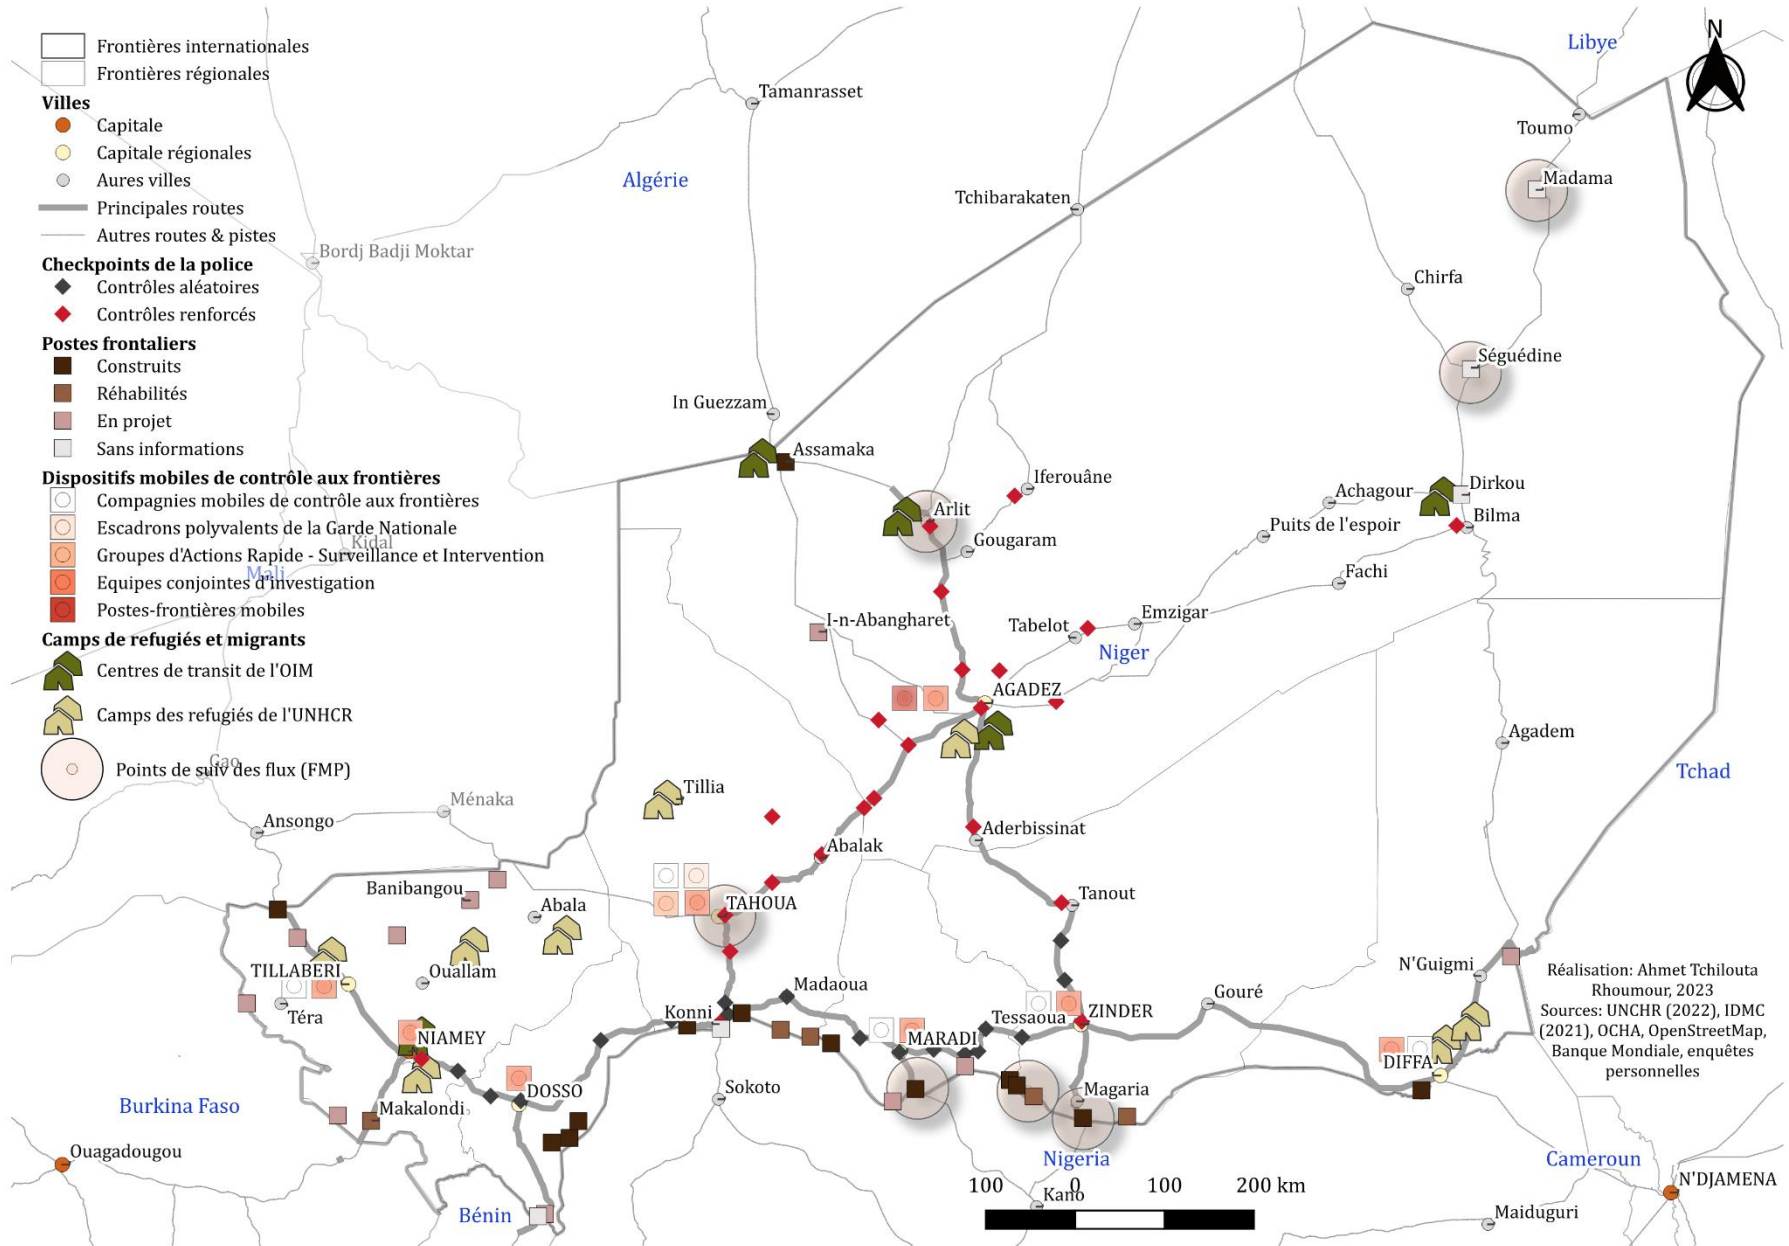 Frontières internationales
Frontières régionales
Villes
Capitale
Capitale régionales
Aures villes
Principales routes
Autres routes & pistes
Checkpoints de la police
Contrôles aléatoires
Contrôles renforcés
Postes frontaliers
Construits
Réhabilités
En projet
Sans informations
Dispositifs mobiles de contrôle aux frontières
Compagnies mobiles de contrôle aux frontières
Escadrons polyvalents de la Garde Nationale
Groupes d'Actions Rapide - Surveillance et Intervention
Equipes conjointes d'investigation
Postes-frontières mobiles
Camps de refugiés et migrants
Centres de transit de l'OIM
Camps des refugiés de l'UNHCR
Points de suiv des flux (FMP)
N
Libye
Tamanrasset
Toumo
Algérie
Madama
Tchibarakaten
Bordj Badji Moktar
Chirfa
Séguédine
In Guezzam
Assamaka
Iferouâne
Achagour
Dirkou
Arlit
Puits de l'espoir
Bilma
Gougaram
Kidal
Mali
Fachi
I-n-Abangharet
Tabelot
Emzigar
Niger
AGADEZ
Agadem
Gao
Tchad
Tillia
Ménaka
Ansongo
Aderbissinat
Abalak
Banibangou
Abala
TAHOUA
Tanout
TILLABERI
Ouallam
N'Guigmi
Madaoua
Gouré
Téra
Konni
Tessaoua
ZINDER
NIAMEY
MARADI
DIFFA
DOSSO
Sokoto
Magaria
Makalondi
Burkina Faso
Ouagadougou
Nigeria
Cameroun
N'DJAMENA
Kano
Bénin
Maiduguri
Réalisation: Ahmet Tchilouta
Rhoumour, 2023
Sources: UNCHR (2022), IDMC
(2021), OCHA, OpenStreetMap,
Banque Mondiale, enquêtes
personnelles
100 0 100 200 km